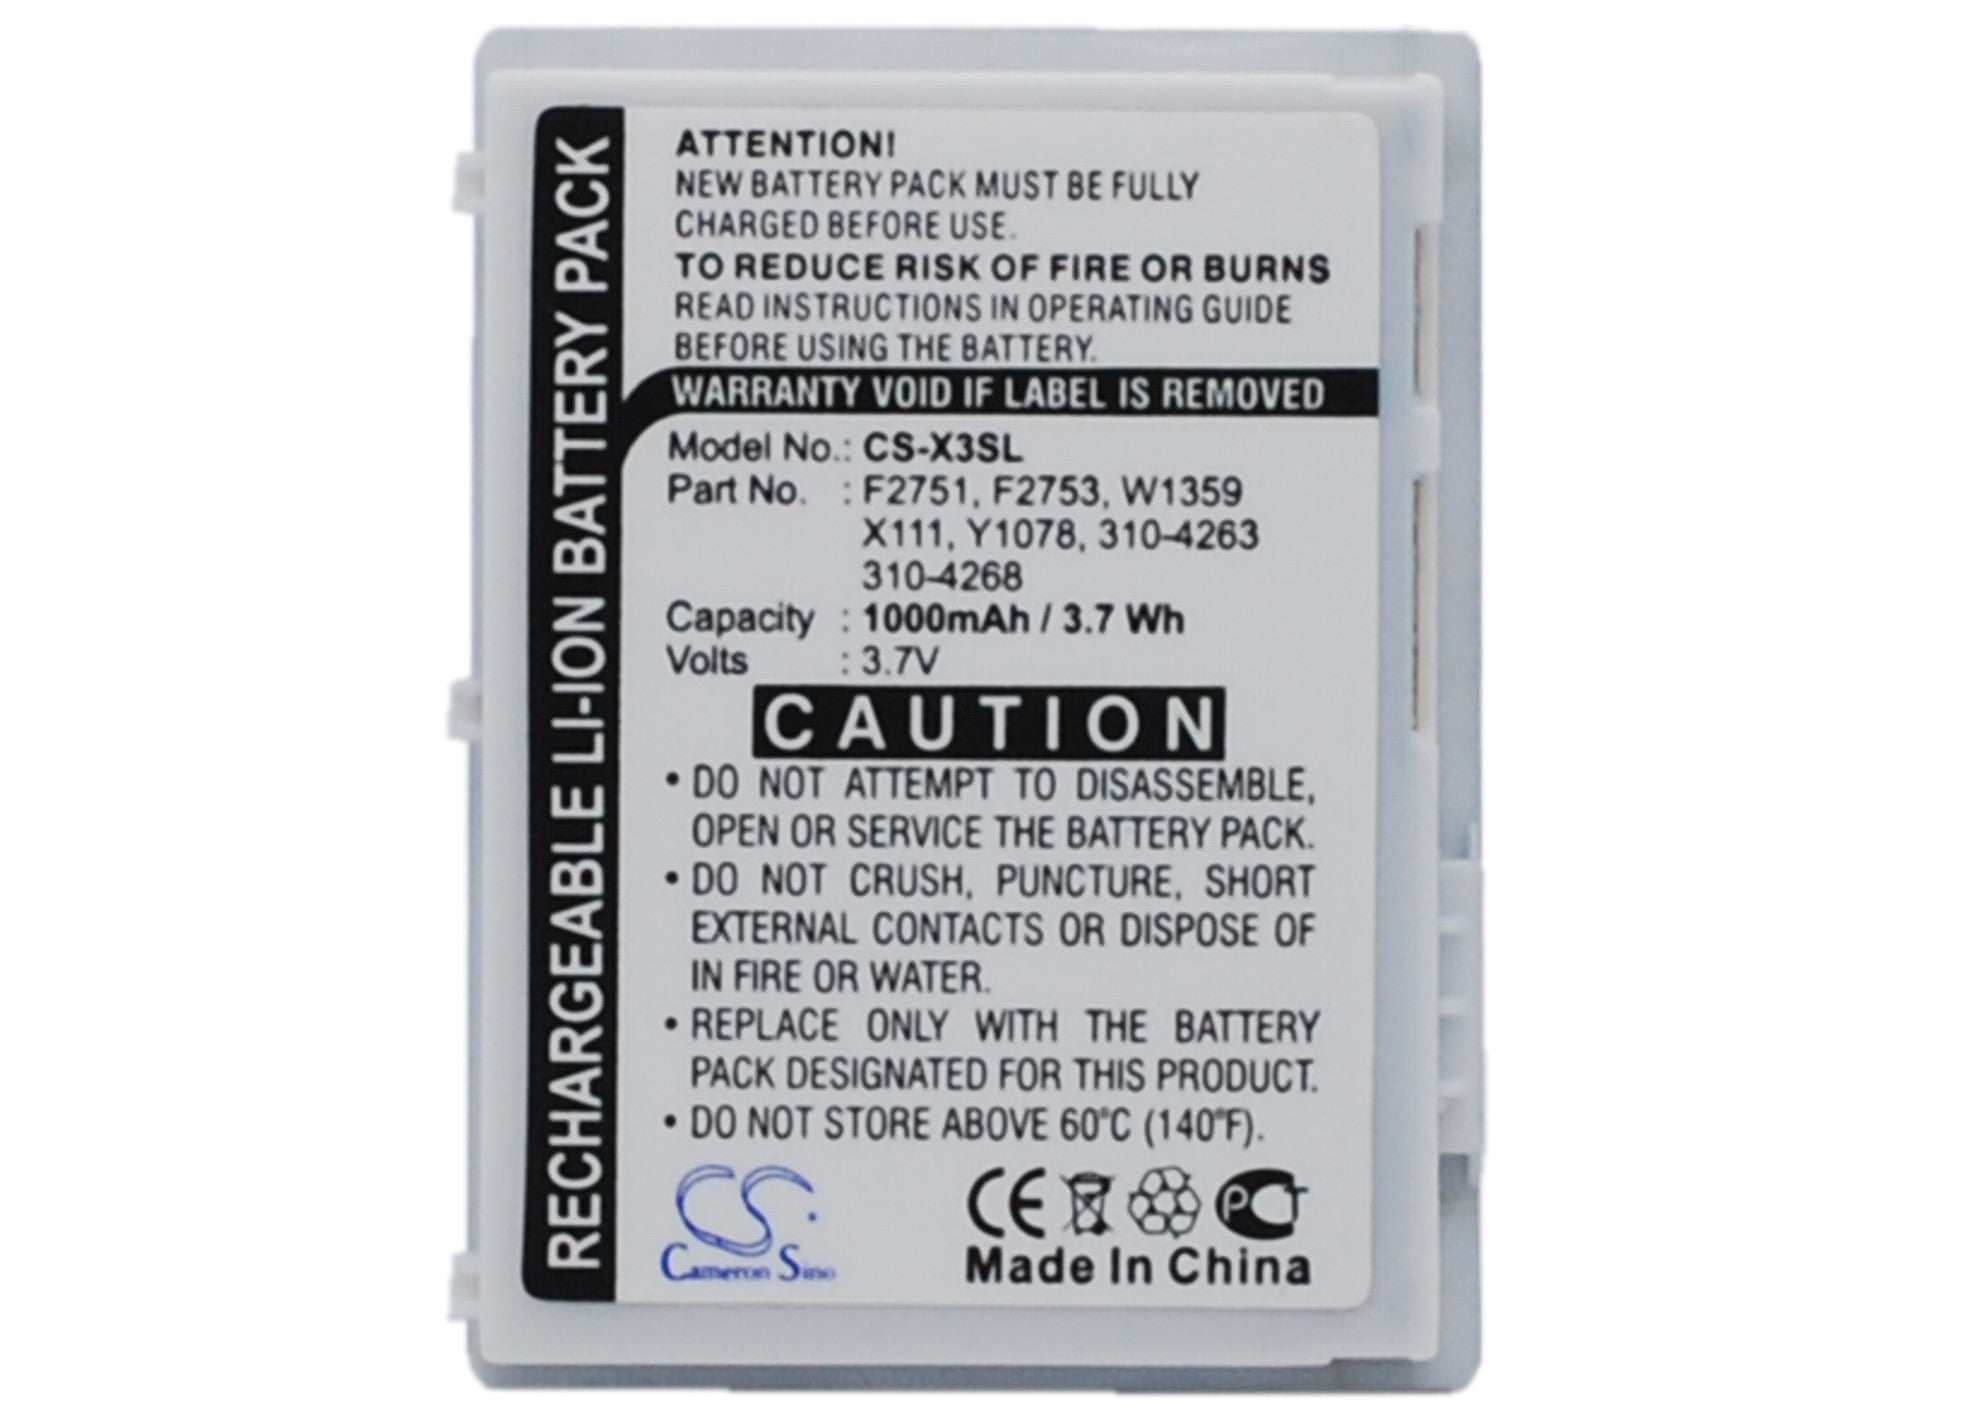 RECHARGEABLE LI-ION BATTERY PACK
ATTENTION!
NEW BATTERY PACK MUST BE FULLY
CHARGED BEFORE USE.
TO REDUCE RISK OF FIRE OR BURNS
READ INSTRUCTIONS IN OPERATING GUIDE
BEFORE USING THE BATTERY.
WARRANTY VOID IF LABEL IS REMOVED
Model No.: CS-X3SL
Part No. : F2751, F2753, W1359
X111, Y1078, 310-4263
310-4268
Capacity : 1000mAh / 3.7 Wh
Volts : 3.7V
CAUTION
• DO NOT ATTEMPT TO DISASSEMBLE,
OPEN OR SERVICE THE BATTERY PACK.
• DO NOT CRUSH, PUNCTURE, SHORT
EXTERNAL CONTACTS OR DISPOSE OF
IN FIRE OR WATER.
• REPLACE ONLY WITH THE BATTERY
PACK DESIGNATED FOR THIS PRODUCT.
• DO NOT STORE ABOVE 60°C (140°F).
CS
Cameron Sino
CE PCT
Made In China